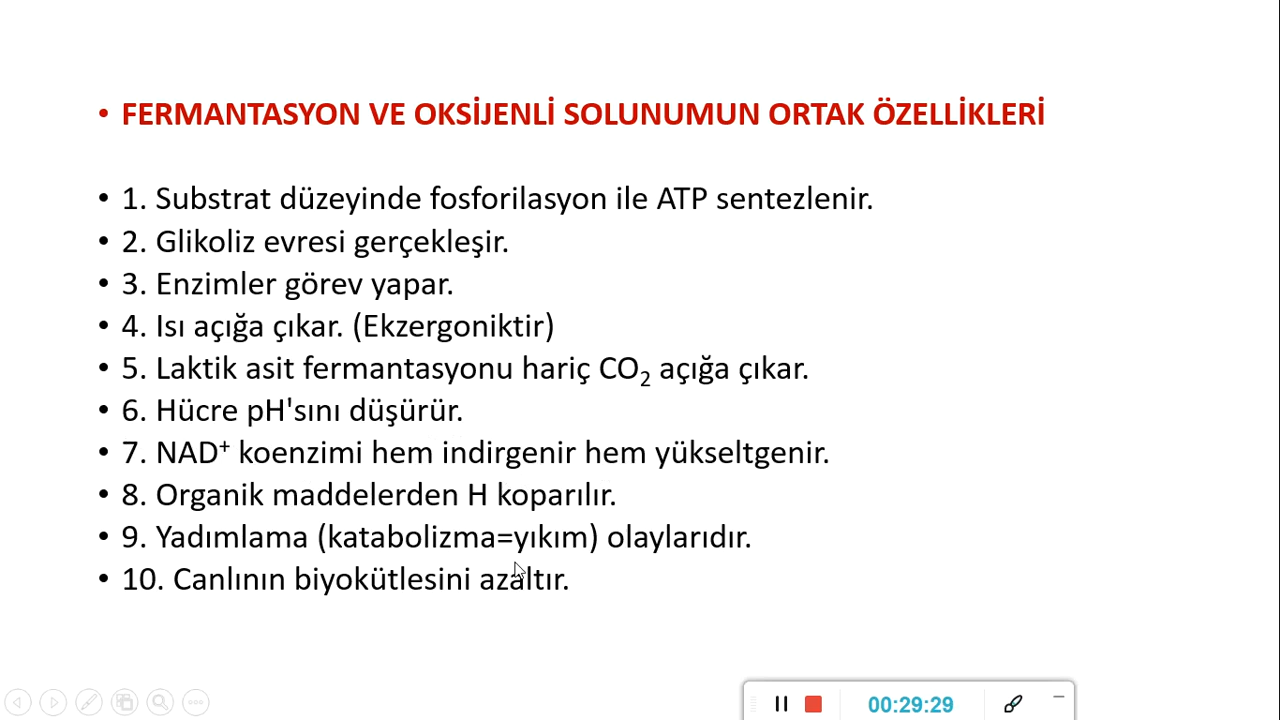 • FERMANTASYON VE OKSİJENLİ SOLUNUMUN ORTAK ÖZELLİKLERİ
• 1. Substrat düzeyinde fosforilasyon ile ATP sentezlenir.
• 2. Glikoliz evresi gerçekleşir.
• 3. Enzimler görev yapar.
• 4. Isı açığa çıkar. (Ekzergoniktir)
• 5. Laktik asit fermantasyonu hariç CO₂ açığa çıkar.
• 6. Hücre pH'sını düşürür.
• 7. NAD⁺ koenzimi hem indirgenir hem yükseltgenir.
• 8. Organik maddelerden H koparılır.
• 9. Yadımlama (katabolizma=yıkım) olaylarıdır.
• 10. Canlının biyokütlesini azaltır.
00:29:29